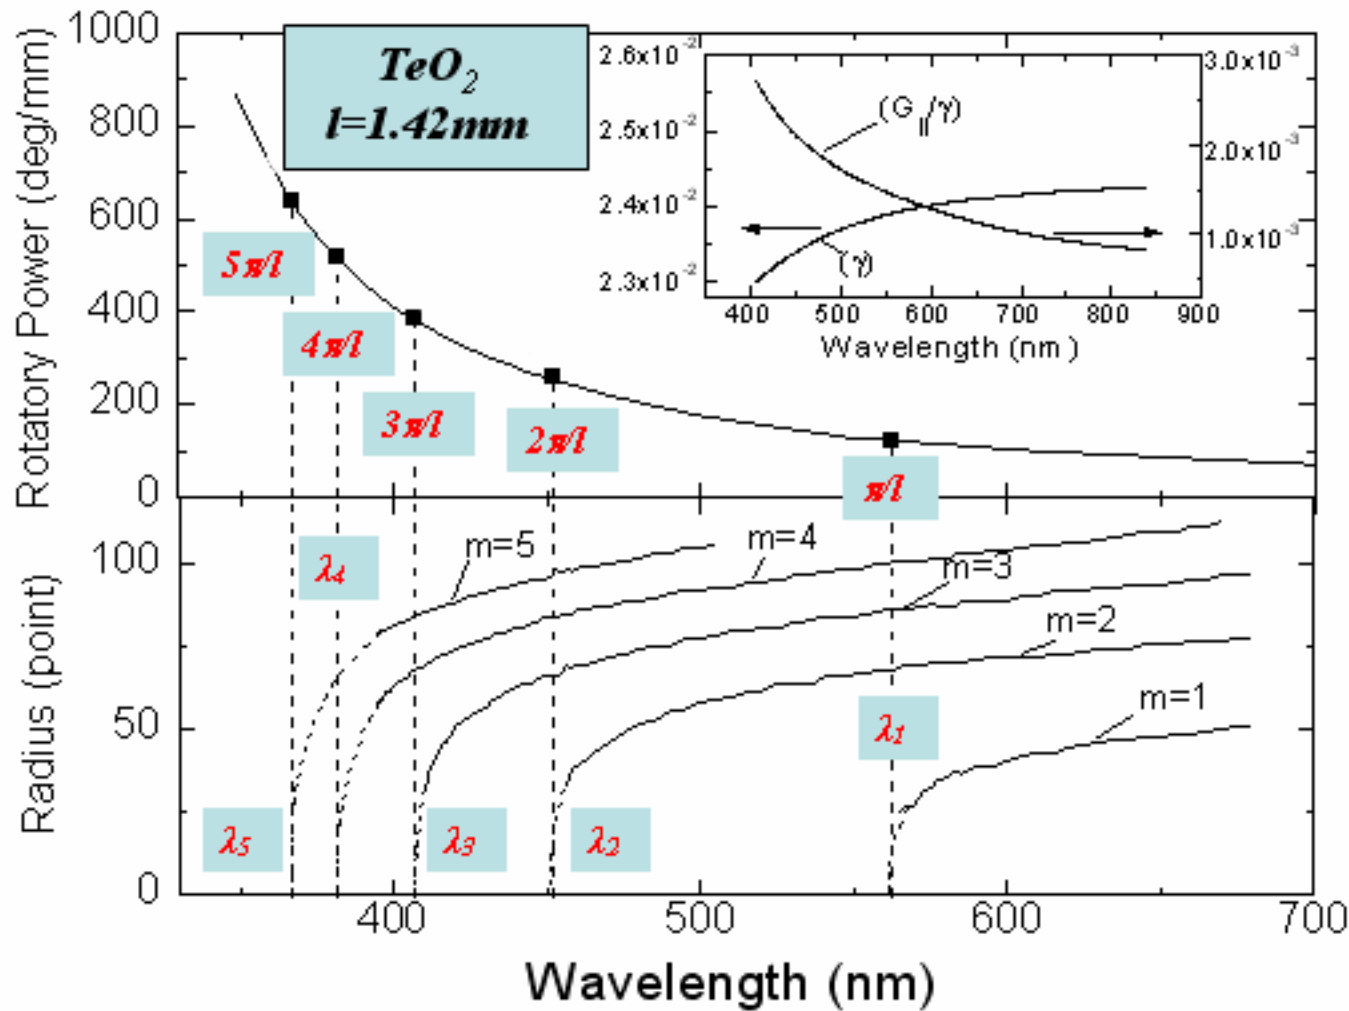 Rotatory Power (deg/mm)
1000
800
600
400
200
0
TeO2
l=1.42mm
5π/l
4π/l
3π/l
2π/l
π/l
2.6x10-2
2.5x10-2
2.4x10-2
2.3x10-2
3.0x10-3
2.0x10-3
1.0x10-3
(G||/γ)
(γ)
400 500 600 700 800 900
Wavelength (nm)
Radius (point)
100
50
0
m=5
m=4
m=3
m=2
m=1
λ4
λ1
λ5
λ3
λ2
400 500 600 700
Wavelength (nm)